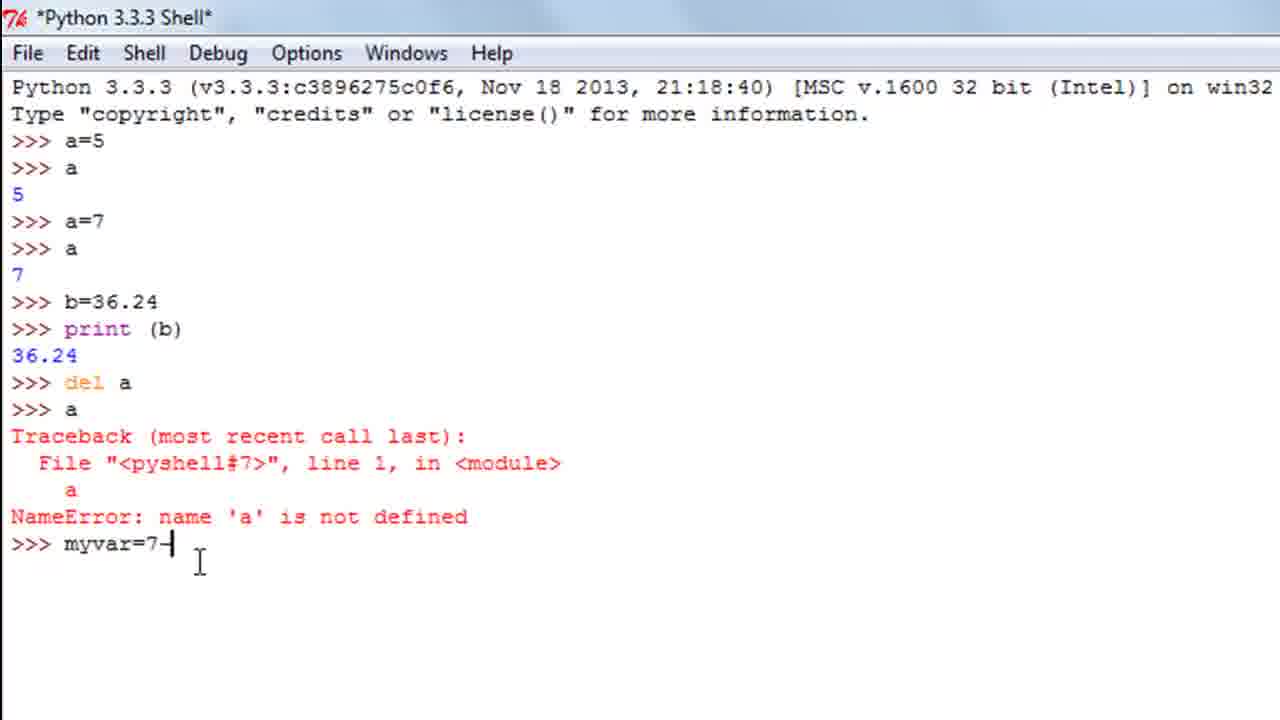 *Python 3.3.3 Shell*
File Edit Shell Debug Options Windows Help
Python 3.3.3 (v3.3.3:c3896275c0f6, Nov 18 2013, 21:18:40) [MSC v.1600 32 bit (Intel)] on win32
Type "copyright", "credits" or "license()" for more information.
>>> a=5
>>> a
5
>>> a=7
>>> a
7
>>> b=36.24
>>> print (b)
36.24
>>> del a
>>> a
Traceback (most recent call last):
  File "<pyshell#7>", line 1, in <module>
    a
NameError: name 'a' is not defined
>>> myvar=7-